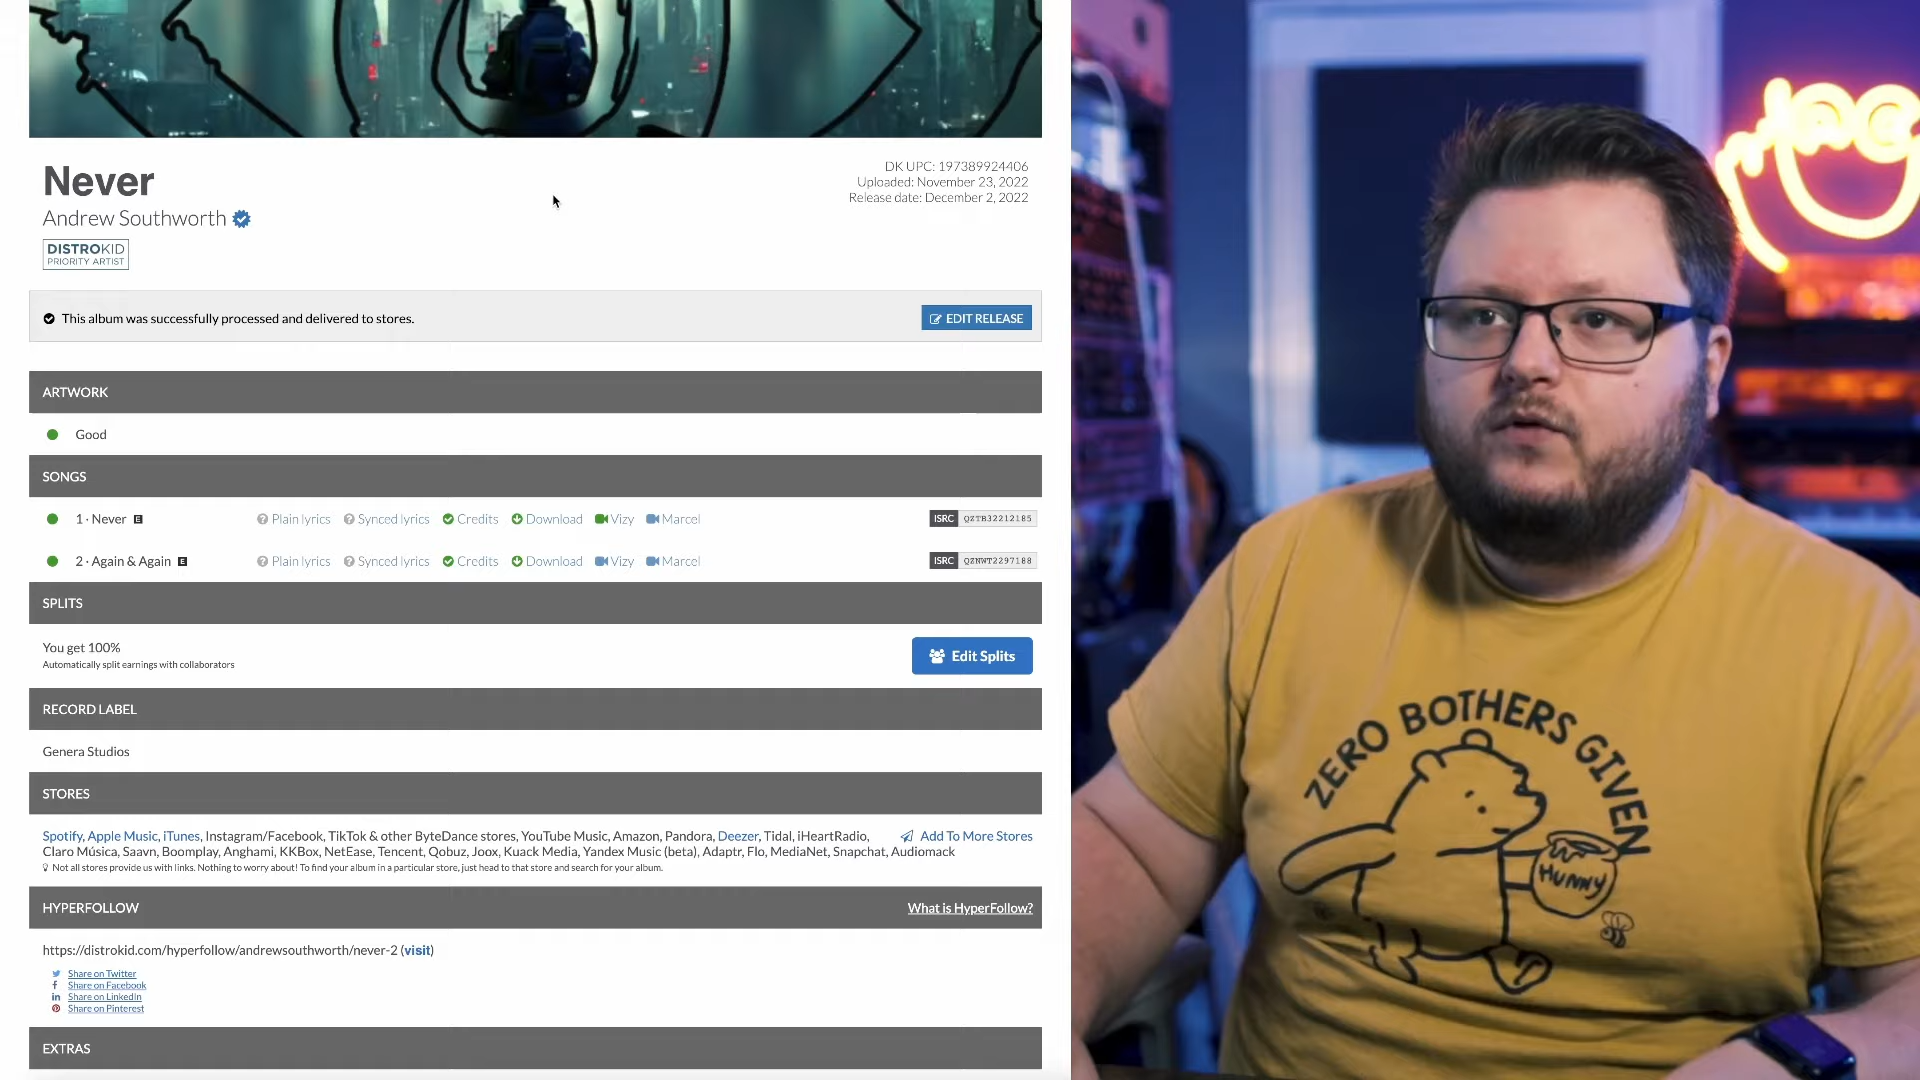 Never
Andrew Southworth
DISTROKID
PRIORITY ARTIST
DK UPC: 197389924406
Uploaded: November 23, 2022
Release date: December 2, 2022
This album was successfully processed and delivered to stores.
EDIT RELEASE
ARTWORK
Good
SONGS
1 · Never E Plain lyrics Synced lyrics Credits Download Vizy Marcel ISRC QZTB32212185
2 · Again & Again E Plain lyrics Synced lyrics Credits Download Vizy Marcel ISRC QZNWT2297188
SPLITS
You get 100%
Automatically split earnings with collaborators
Edit Splits
RECORD LABEL
Genera Studios
STORES
Spotify, Apple Music, iTunes, Instagram/Facebook, TikTok & other ByteDance stores, YouTube Music, Amazon, Pandora, Deezer, Tidal, iHeartRadio,
Claro Música, Saavn, Boomplay, Anghami, KKBox, NetEase, Tencent, Qobuz, Joox, Kuack Media, Yandex Music (beta), Adaptr, Flo, MediaNet, Snapchat, Audiomack
Add To More Stores
Not all stores provide us with links. Nothing to worry about! To find your album in a particular store, just head to that store and search for your album.
HYPERFOLLOW
What is HyperFollow?
https://distrokid.com/hyperfollow/andrewsouthworth/never-2 (visit)
Share on Twitter
Share on Facebook
Share on LinkedIn
Share on Pinterest
EXTRAS
ZERO BOTHERS GIVEN
HUNNY